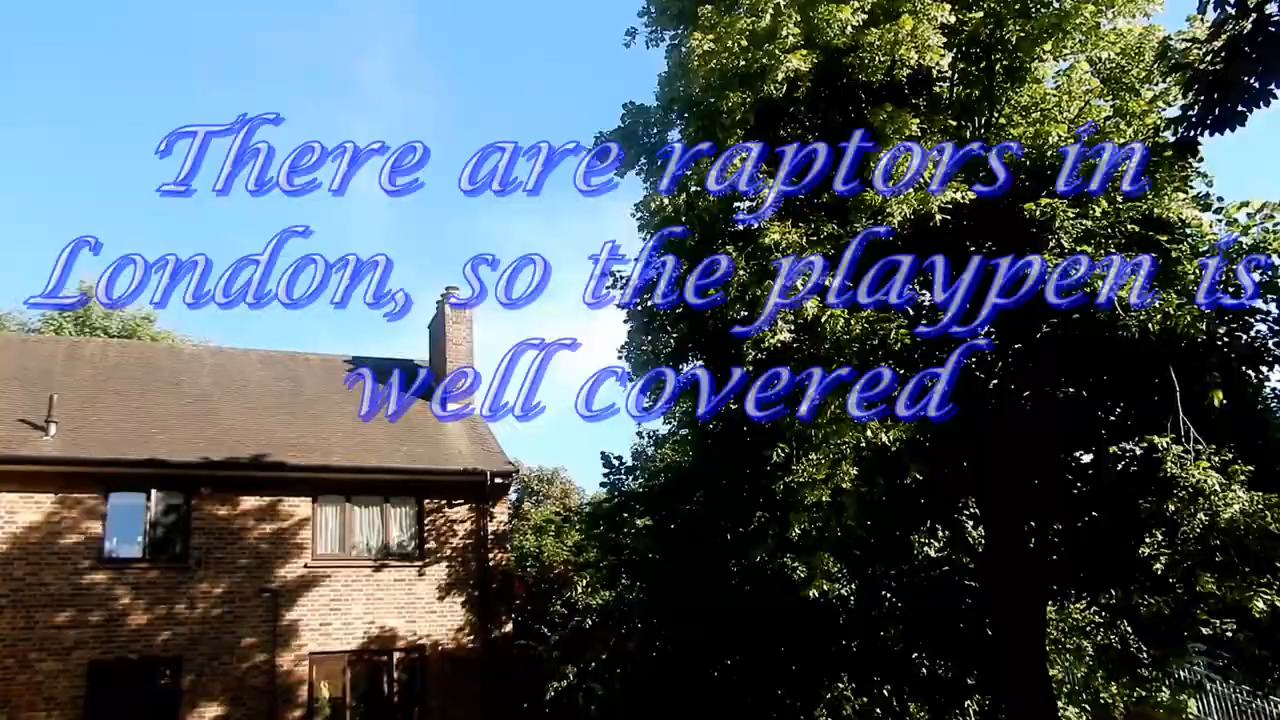 There are raptors in
London, so the playpen is
well covered